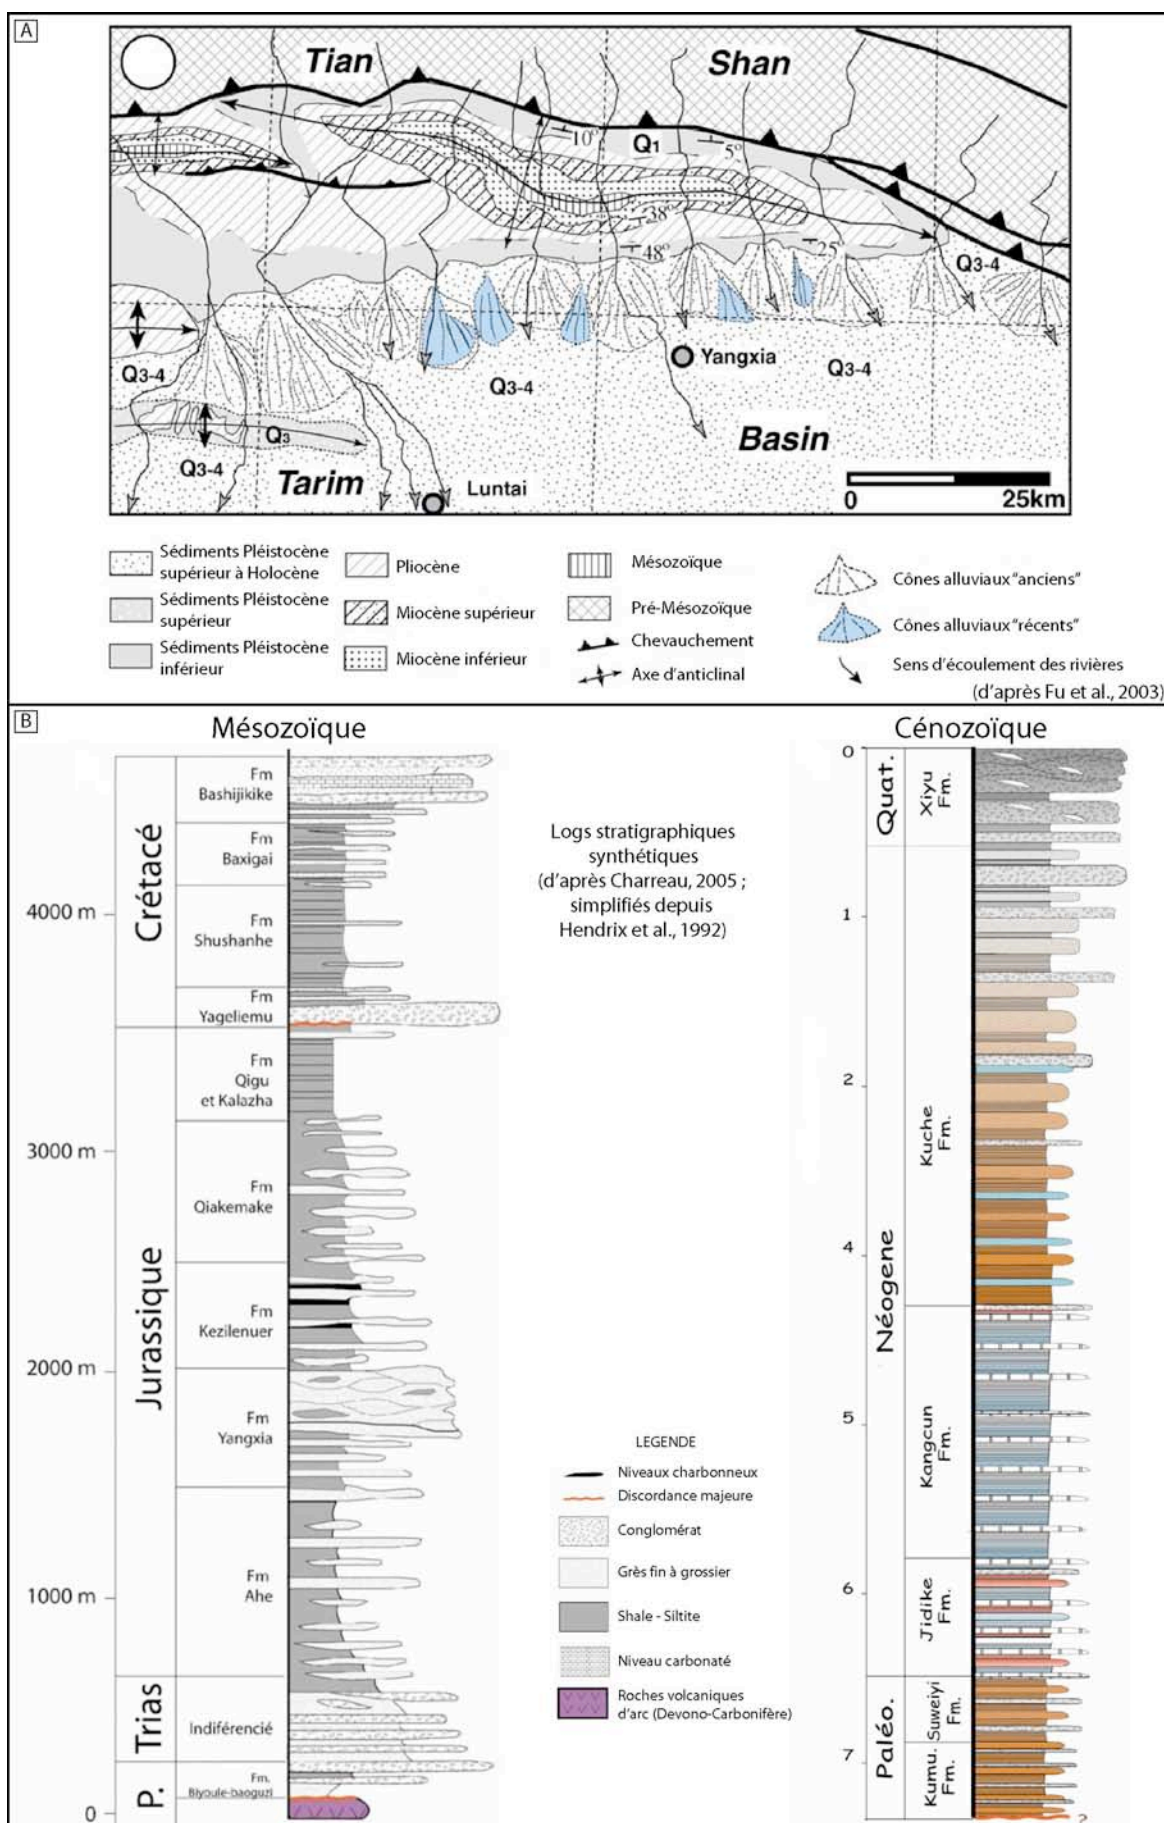 A
Tian
Shan
10°
Q1
5°
38°
48°
25°
Q3-4
Yangxia
Q3-4
Q3-4
Q3-4
Q3
Basin
Q3-4
Tarim
Luntai
0
25km
Sédiments Pléistocène
supérieur à Holocène
Sédiments Pléistocène
supérieur
Sédiments Pléistocène
inférieur
Pliocène
Miocène supérieur
Miocène inférieur
Mésozoïque
Pré-Mésozoïque
Chevauchement
Axe d'anticlinal
Cônes alluviaux "anciens"
Cônes alluviaux "récents"
Sens d'écoulement des rivières
(d'après Fu et al., 2003)
B
Mésozoïque
Crétacé
Fm
Bashijikike
Fm
Baxigai
4000 m
Fm
Shushanhe
Fm
Yageliemu
Jurassique
Fm
Qigu
et Kalazha
3000 m
Fm
Qiakemake
Fm
Kezilenuer
2000 m
Fm
Yangxia
Fm
Ahe
1000 m
Trias
Indiférencié
P.
Fm.
Biyoule-baoguzi
0
Logs stratigraphiques
synthétiques
(d'après Charreau, 2005 ;
simplifiés depuis
Hendrix et al., 1992)
LEGENDE
Niveaux charbonneux
Discordance majeure
Conglomérat
Grès fin à grossier
Shale - Siltite
Niveau carbonaté
Roches volcaniques
d'arc (Devono-Carbonifère)
Cénozoïque
0
Quat.
Xiyu
Fm.
1
2
Kuche
Fm.
4
Néogene
5
Kangcun
Fm.
6
Jidike
Fm.
Paléo.
Suweiyi
Fm.
7
Kumu.
Fm.
?